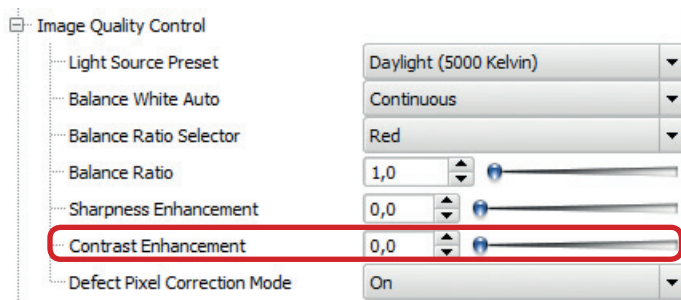 Image Quality Control
Light Source Preset Daylight (5000 Kelvin)
Balance White Auto Continuous
Balance Ratio Selector Red
Balance Ratio 1,0
Sharpness Enhancement 0,0
Contrast Enhancement 0,0
Defect Pixel Correction Mode On